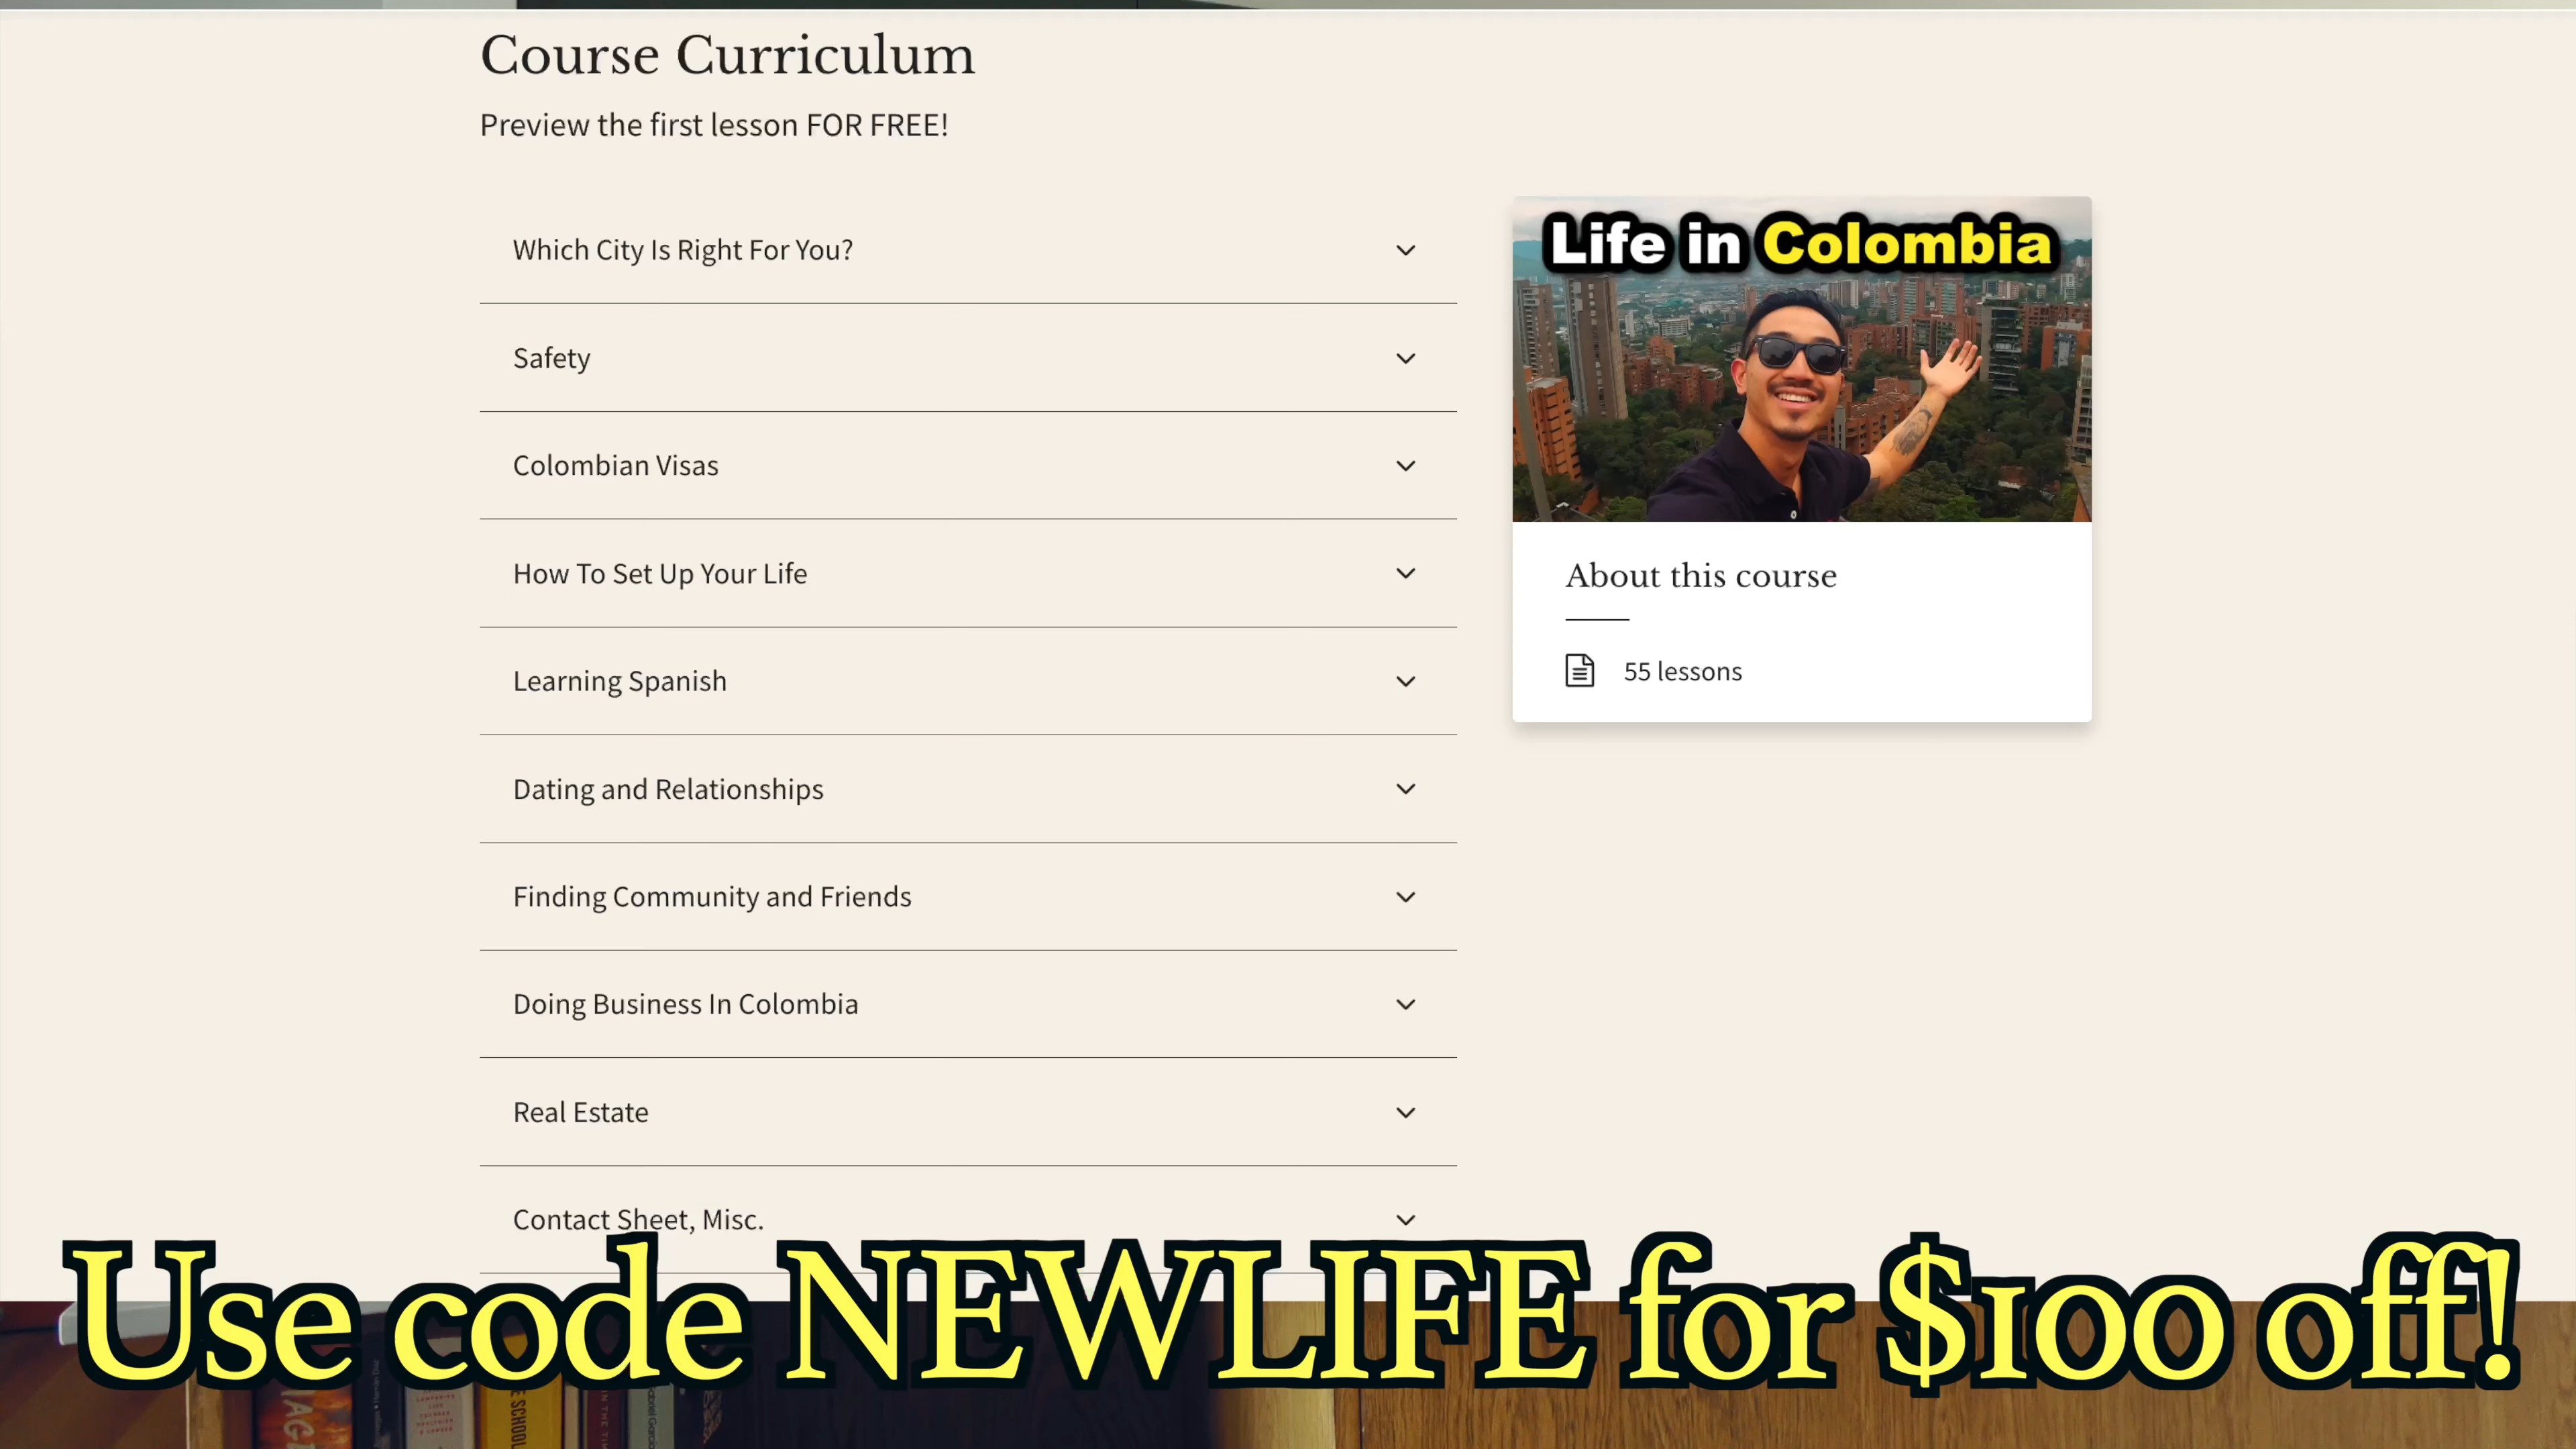 Course Curriculum
Preview the first lesson FOR FREE!
Which City Is Right For You?
Safety
Colombian Visas
How To Set Up Your Life
Learning Spanish
Dating and Relationships
Finding Community and Friends
Doing Business In Colombia
Real Estate
Contact Sheet, Misc.
Life in Colombia
About this course
55 lessons
Use code NEWLIFE for $100 off!